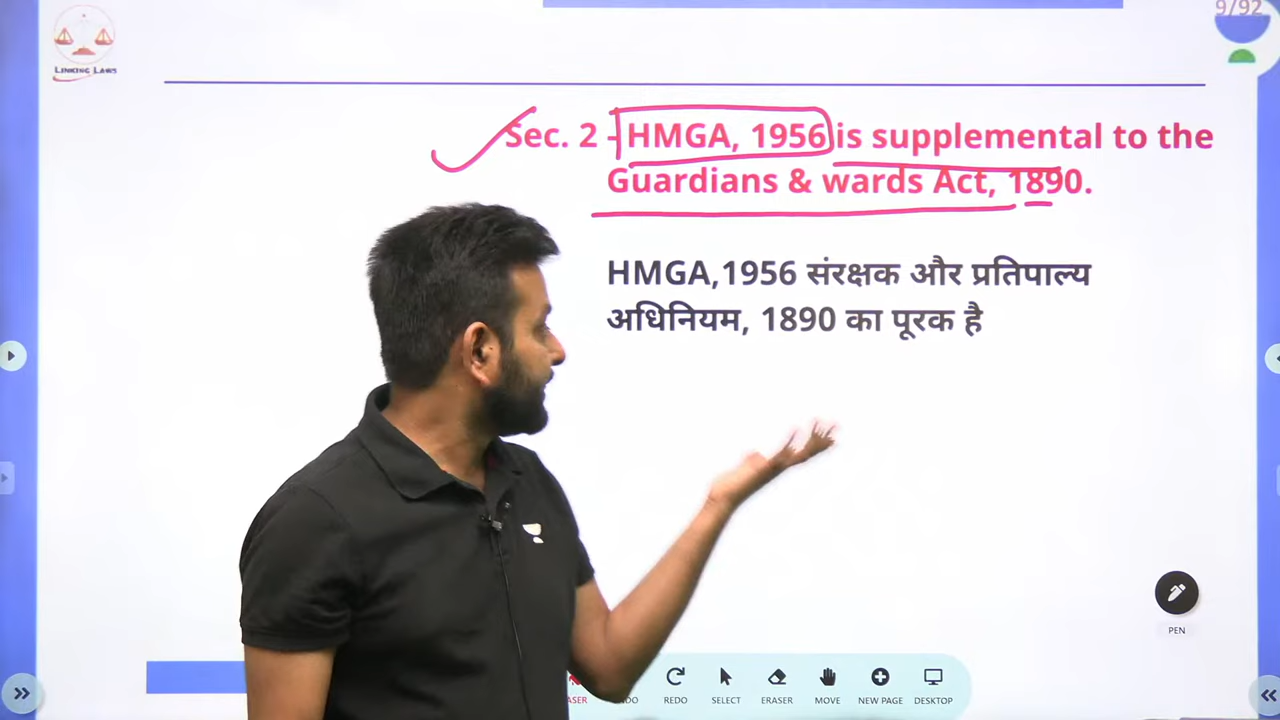 9/92
LINKING LAWS
Sec. 2 - HMGA, 1956 is supplemental to the
Guardians & wards Act, 1890.
HMGA,1956 संरक्षक और प्रतिपाल्य
अधिनियम, 1890 का पूरक है
PEN
REDO SELECT ERASER MOVE NEW PAGE DESKTOP